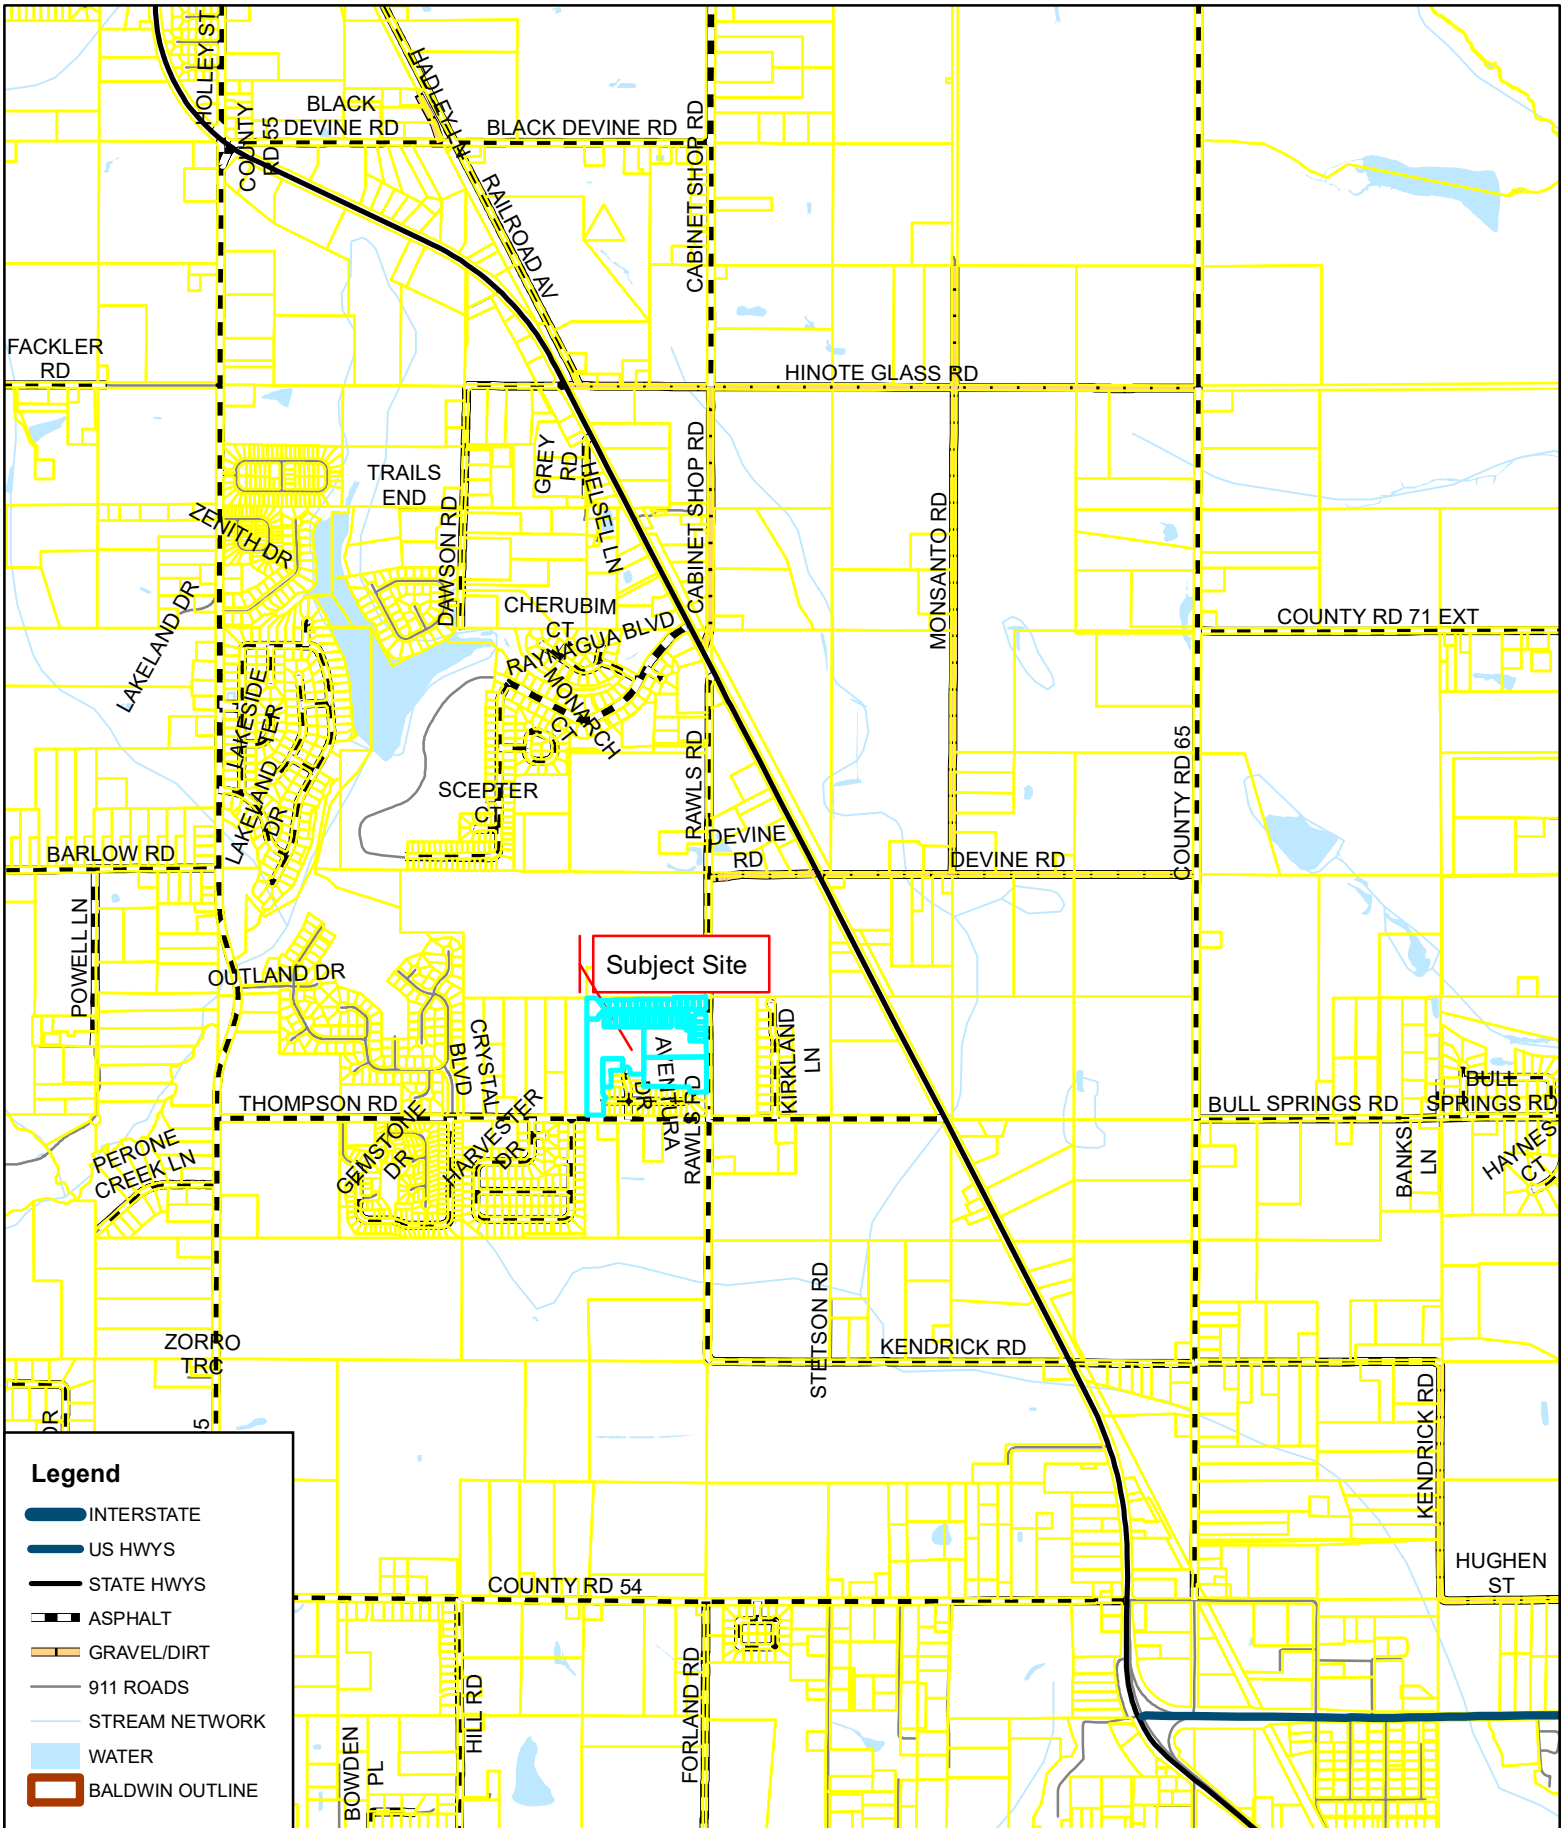 HOLLEY ST
HADLEY LN
COUNTY
RD 55
BLACK
DEVINE RD
BLACK DEVINE RD
CABINET SHOP RD
RAILROAD AV
FACKLER
RD
HINOTE GLASS RD
GREY
RD
HELSEL LN
CABINET SHOP RD
TRAILS
END
ZENITH DR
DAWSON RD
MONSANTO RD
LAKELAND DR
CHERUBIM
CT
RAYNAGUA BLVD
COUNTY RD 71 EXT
LAKESIDE
TER
MONARCH
CT
RAWLS RD
COUNTY RD 65
LAKELAND
DR
SCEPTER
CT
DEVINE
RD
DEVINE RD
BARLOW RD
POWELL LN
OUTLAND DR
Subject Site
CRYSTAL
BLVD
AVENTURA
DR
RAWLS RD
KIRKLAND
LN
THOMPSON RD
GEMSTONE
DR
HARVESTER
DR
BULL SPRINGS RD
BULL
SPRINGS RD
BANKS
LN
HAYNES
CT
PERONE
CREEK LN
STETSON RD
ZORRO
TRC
KENDRICK RD
KENDRICK RD
DR
5
Legend
INTERSTATE
US HWYS
STATE HWYS
ASPHALT
GRAVEL/DIRT
911 ROADS
STREAM NETWORK
WATER
BALDWIN OUTLINE
COUNTY RD 54
HUGHEN
ST
HILL RD
FORLAND RD
BOWDEN
PL